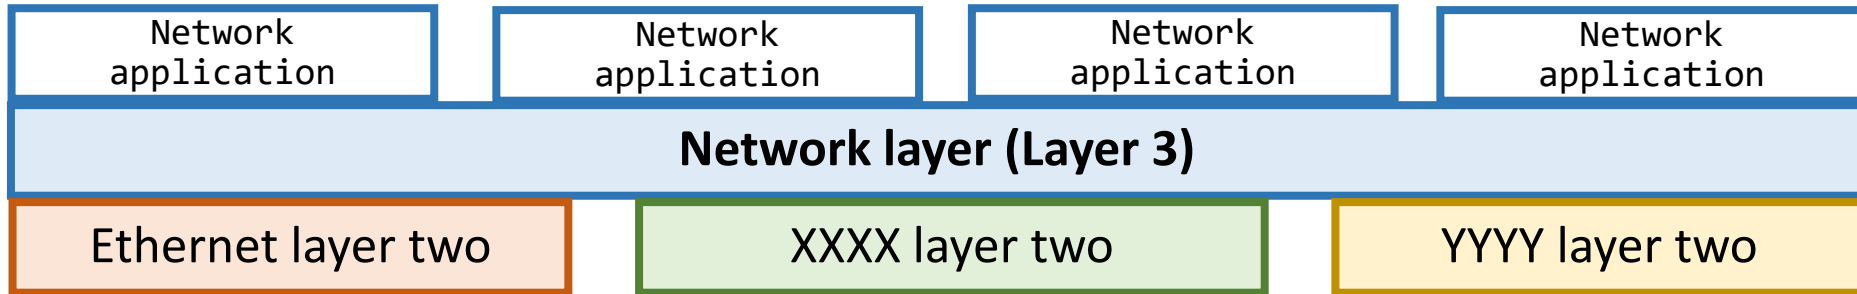 Network
application
Network
application
Network
application
Network
application
Network layer (Layer 3)
Ethernet layer two
XXXX layer two
YYYY layer two